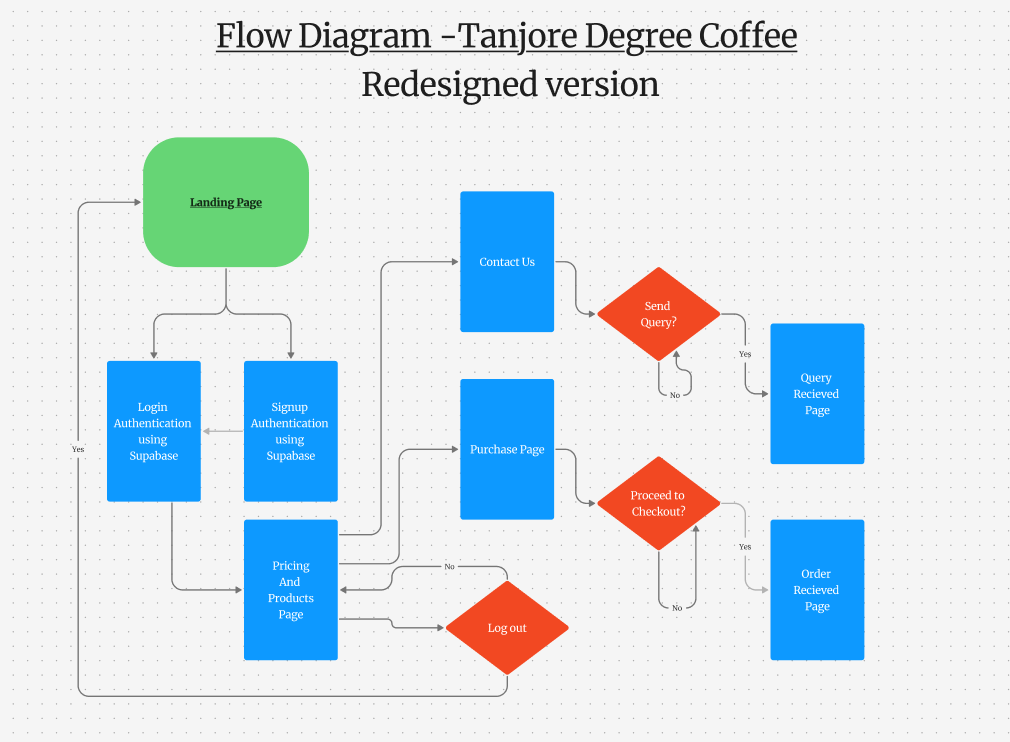 Flow Diagram -Tanjore Degree Coffee
Redesigned version
Landing Page
Contact Us
Send
Query?
Yes
No
Query
Recieved
Page
Login
Authentication
using
Supabase
Signup
Authentication
using
Supabase
Yes
Purchase Page
Proceed to
Checkout?
Yes
No
Order
Recieved
Page
Pricing
And
Products
Page
No
Log out